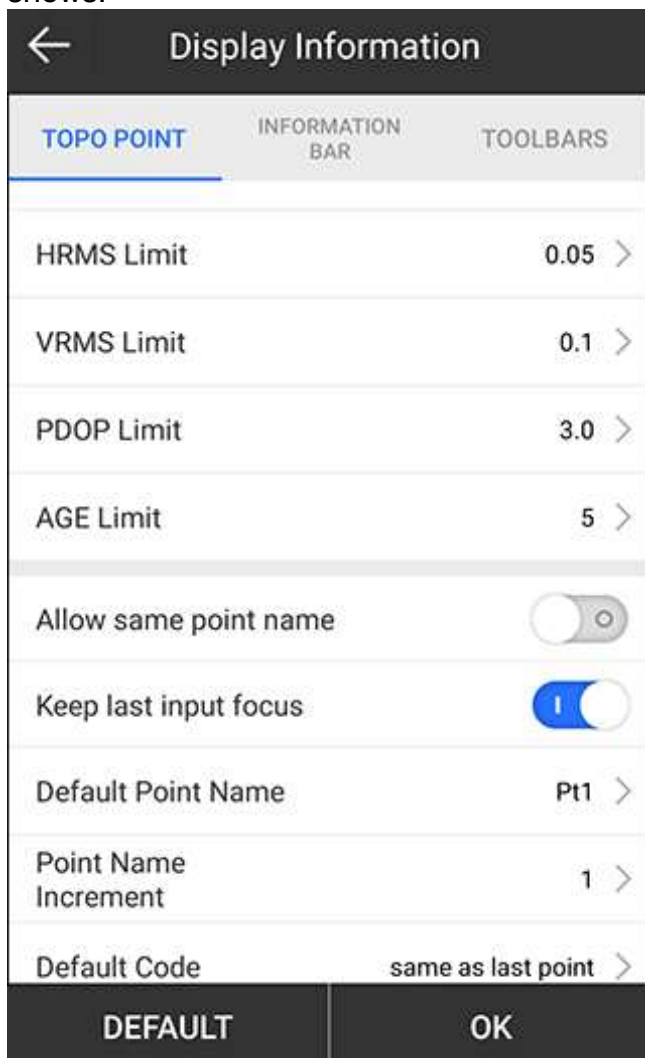 Display Information
TOPO POINT
INFORMATION
BAR
TOOLBARS
HRMS Limit 0.05
VRMS Limit 0.1
PDOP Limit 3.0
AGE Limit 5
Allow same point name
Keep last input focus
Default Point Name Pt1
Point Name
Increment 1
Default Code same as last point
DEFAULT OK